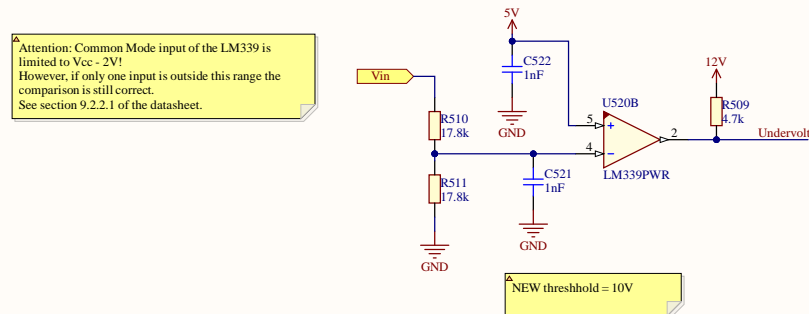 Attention: Common Mode input of the LM339 is
limited to Vcc - 2V!
However, if only one input is outside this range the
comparison is still correct.
See section 9.2.2.1 of the datasheet.
5V
C522
1nF
GND
Vin
12V
R509
4.7k
U520B
5
+
4
−
2
Undervolt
LM339PWR
R510
17.8k
C521
1nF
GND
R511
17.8k
GND
NEW threshhold = 10V